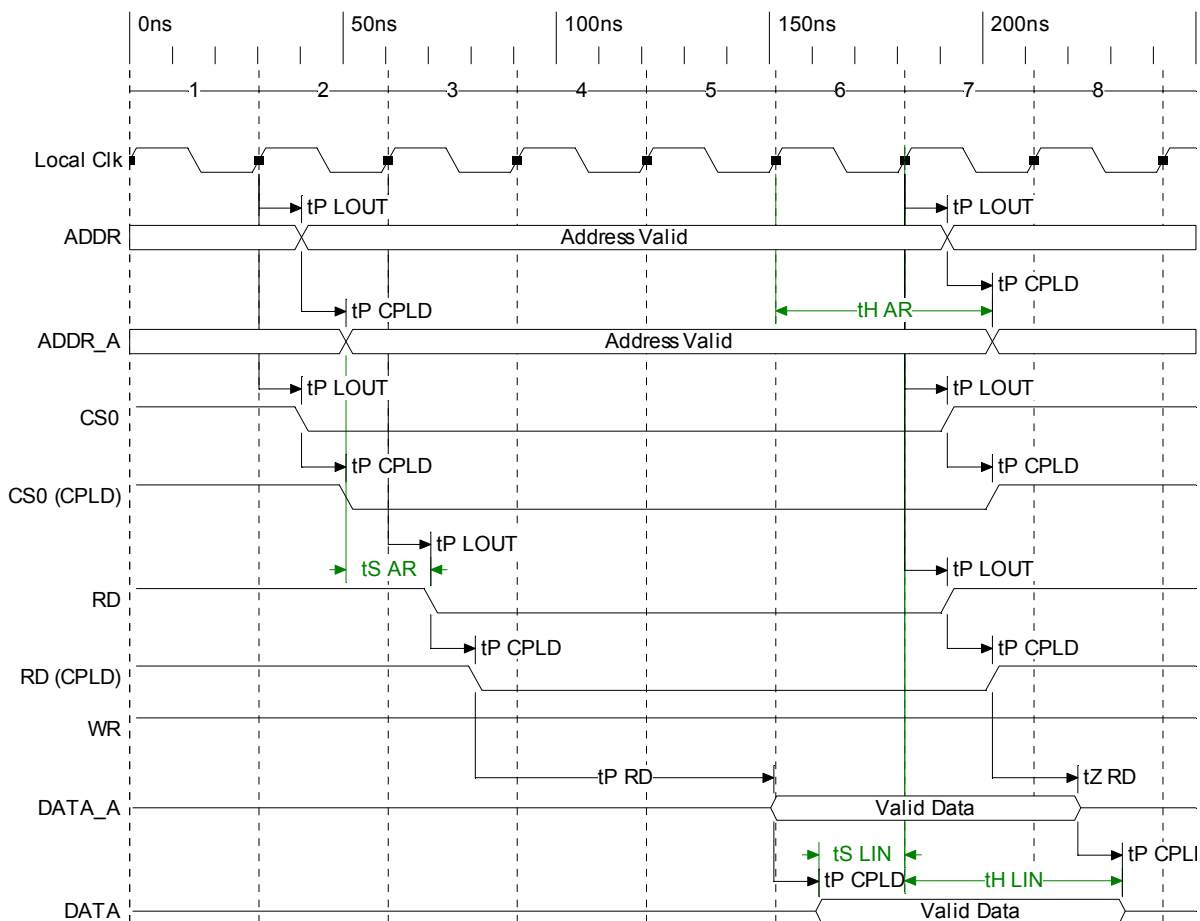 0ns 50ns 100ns 150ns 200ns
1 2 3 4 5 6 7 8
Local Clk
tP LOUT tP LOUT
ADDR Address Valid
tP CPLD tH AR tP CPLD
ADDR_A Address Valid
tP LOUT tP LOUT
CS0
tP CPLD tP CPLD
CS0 (CPLD)
tP LOUT
tS AR tP LOUT
RD
tP CPLD tP CPLD
RD (CPLD)
WR
tP RD tZ RD
DATA_A Valid Data
tS LIN tP CPLD
tP CPLD tH LIN
DATA Valid Data